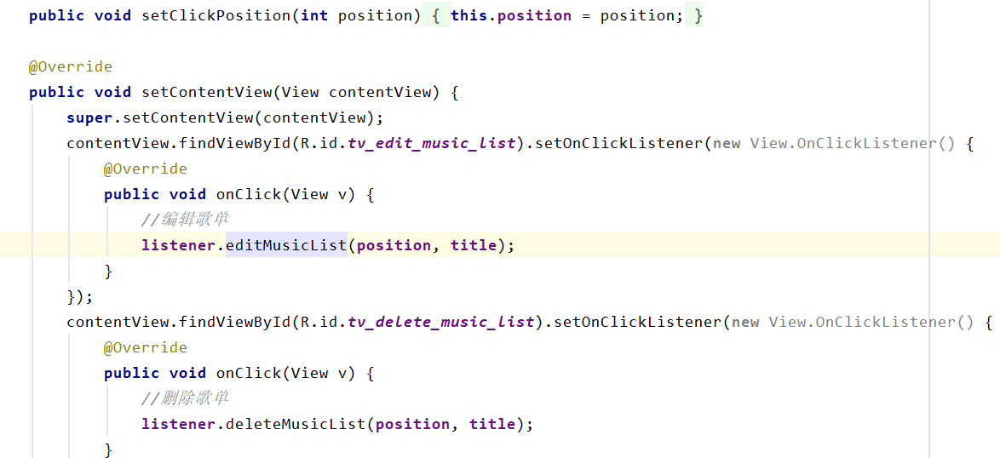 public void setClickPosition(int position) { this.position = position; }
@Override
public void setContentView(View contentView) {
super.setContentView(contentView);
contentView.findViewById(R.id.tv_edit_music_list).setOnClickListener(new View.OnClickListener() {
@Override
public void onClick(View v) {
//编辑歌单
listener.editMusicList(position, title);
}
});
contentView.findViewById(R.id.tv_delete_music_list).setOnClickListener(new View.OnClickListener() {
@Override
public void onClick(View v) {
//删除歌单
listener.deleteMusicList(position, title);
}